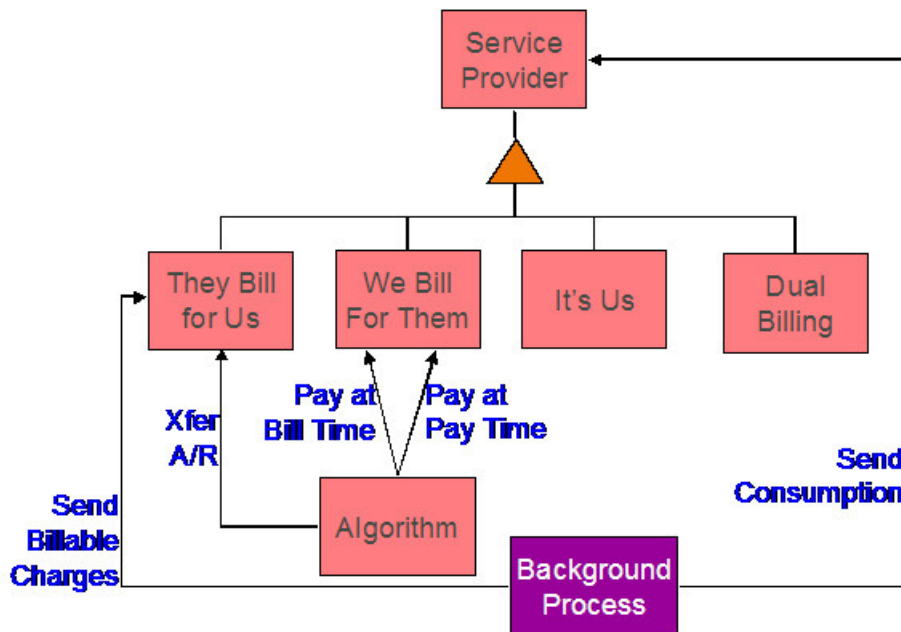 Service
Provider
They Bill
for Us
We Bill
For Them
It's Us
Dual
Billing
Xfer
A/R
Pay at
Bill Time
Pay at
Pay Time
Send
Consumption
Send
Billable
Charges
Algorithm
Background
Process